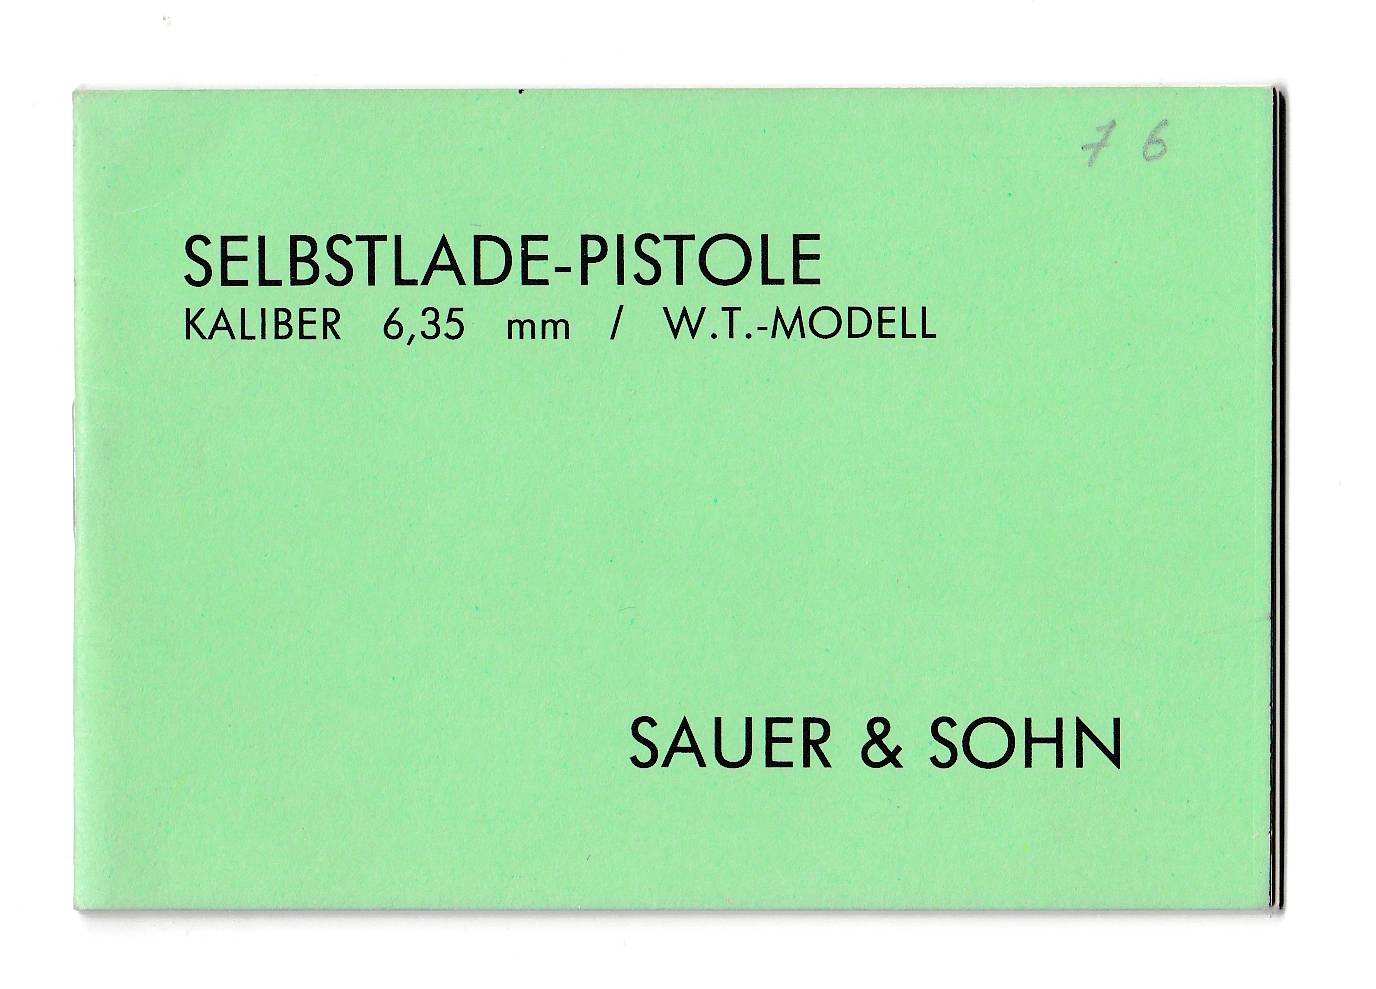 7 6
SELBSTLADE-PISTOLE
KALIBER 6,35 mm / W.T.-MODELL
SAUER & SOHN